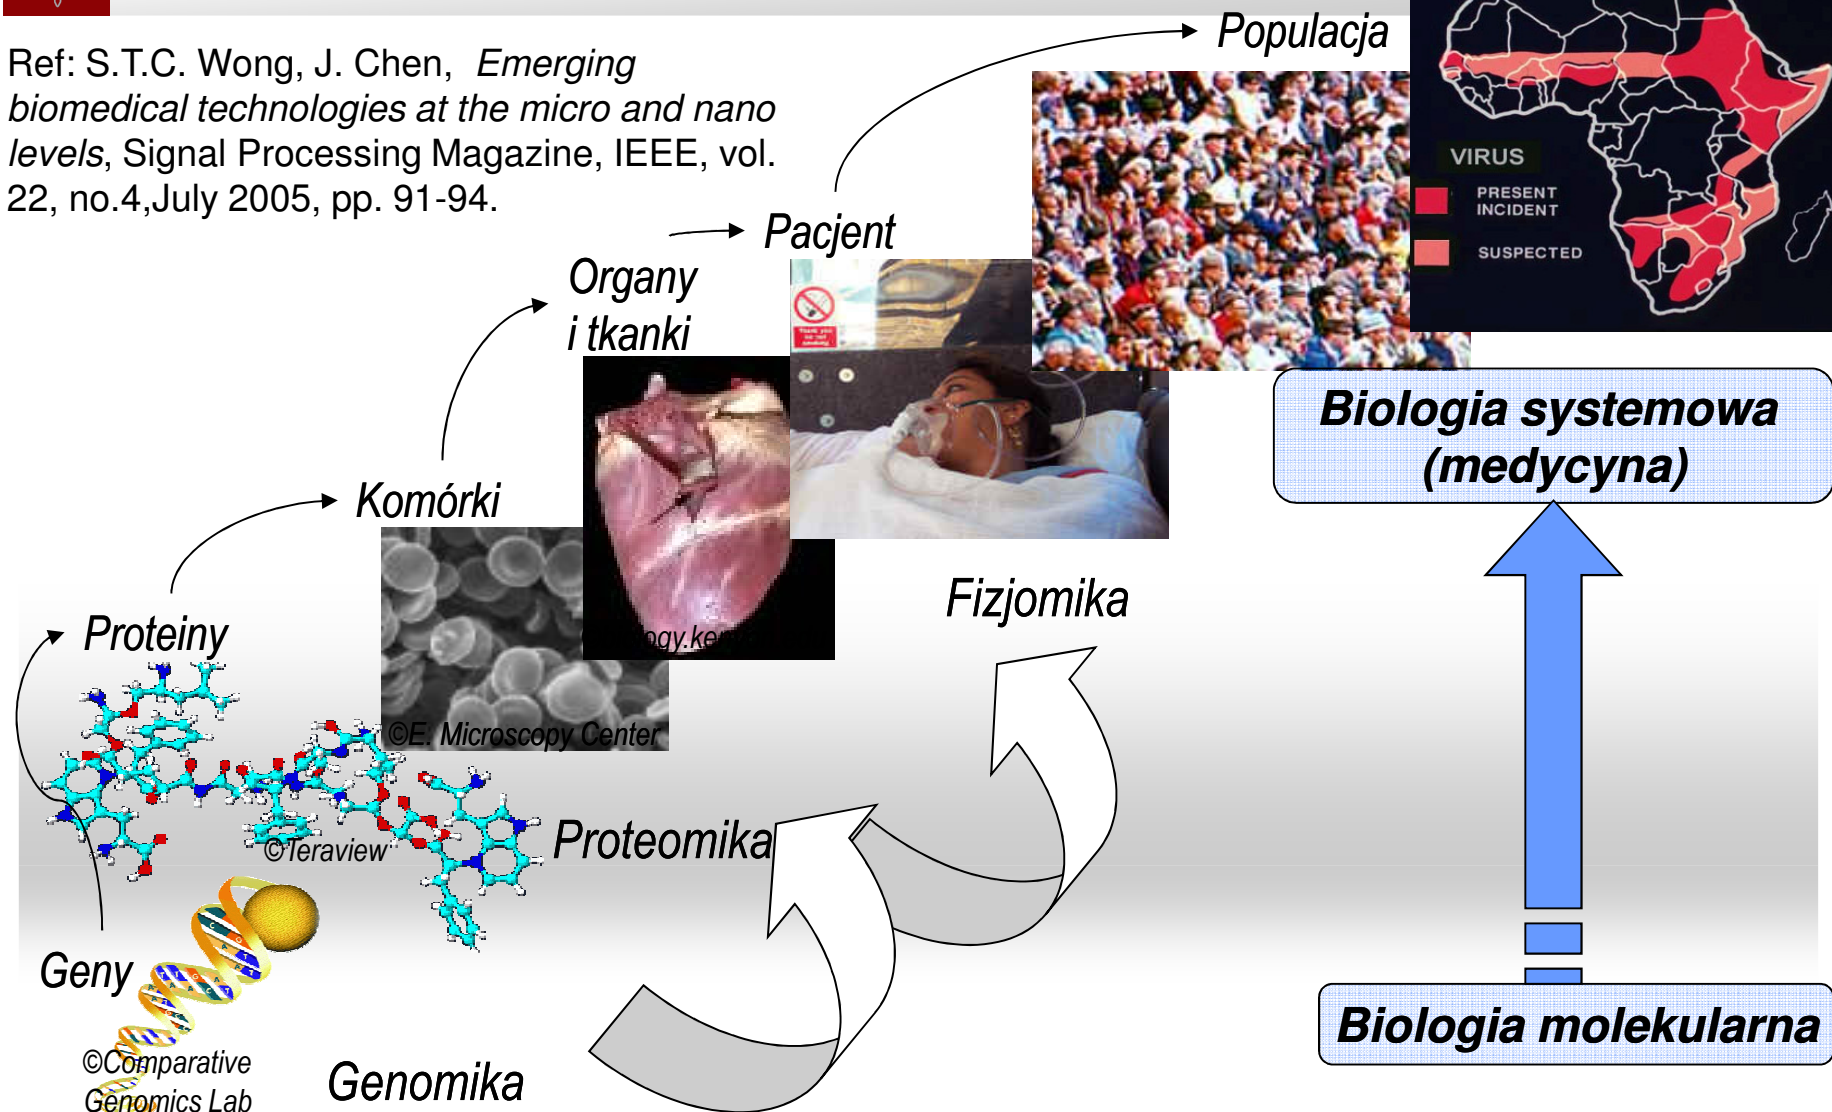 Populacja
Ref: S.T.C. Wong, J. Chen, Emerging
biomedical technologies at the micro and nano
levels, Signal Processing Magazine, IEEE, vol.
22, no.4,July 2005, pp. 91-94.
VIRUS
PRESENT
INCIDENT
SUSPECTED
Pacjent
Organy
i tkanki
Biologia systemowa
(medycyna)
Komórki
Fizjomika
Proteiny
©E. Microscopy Center
Proteomika
©Teraview
Geny
Biologia molekularna
©Comparative
Genomics Lab
Genomika